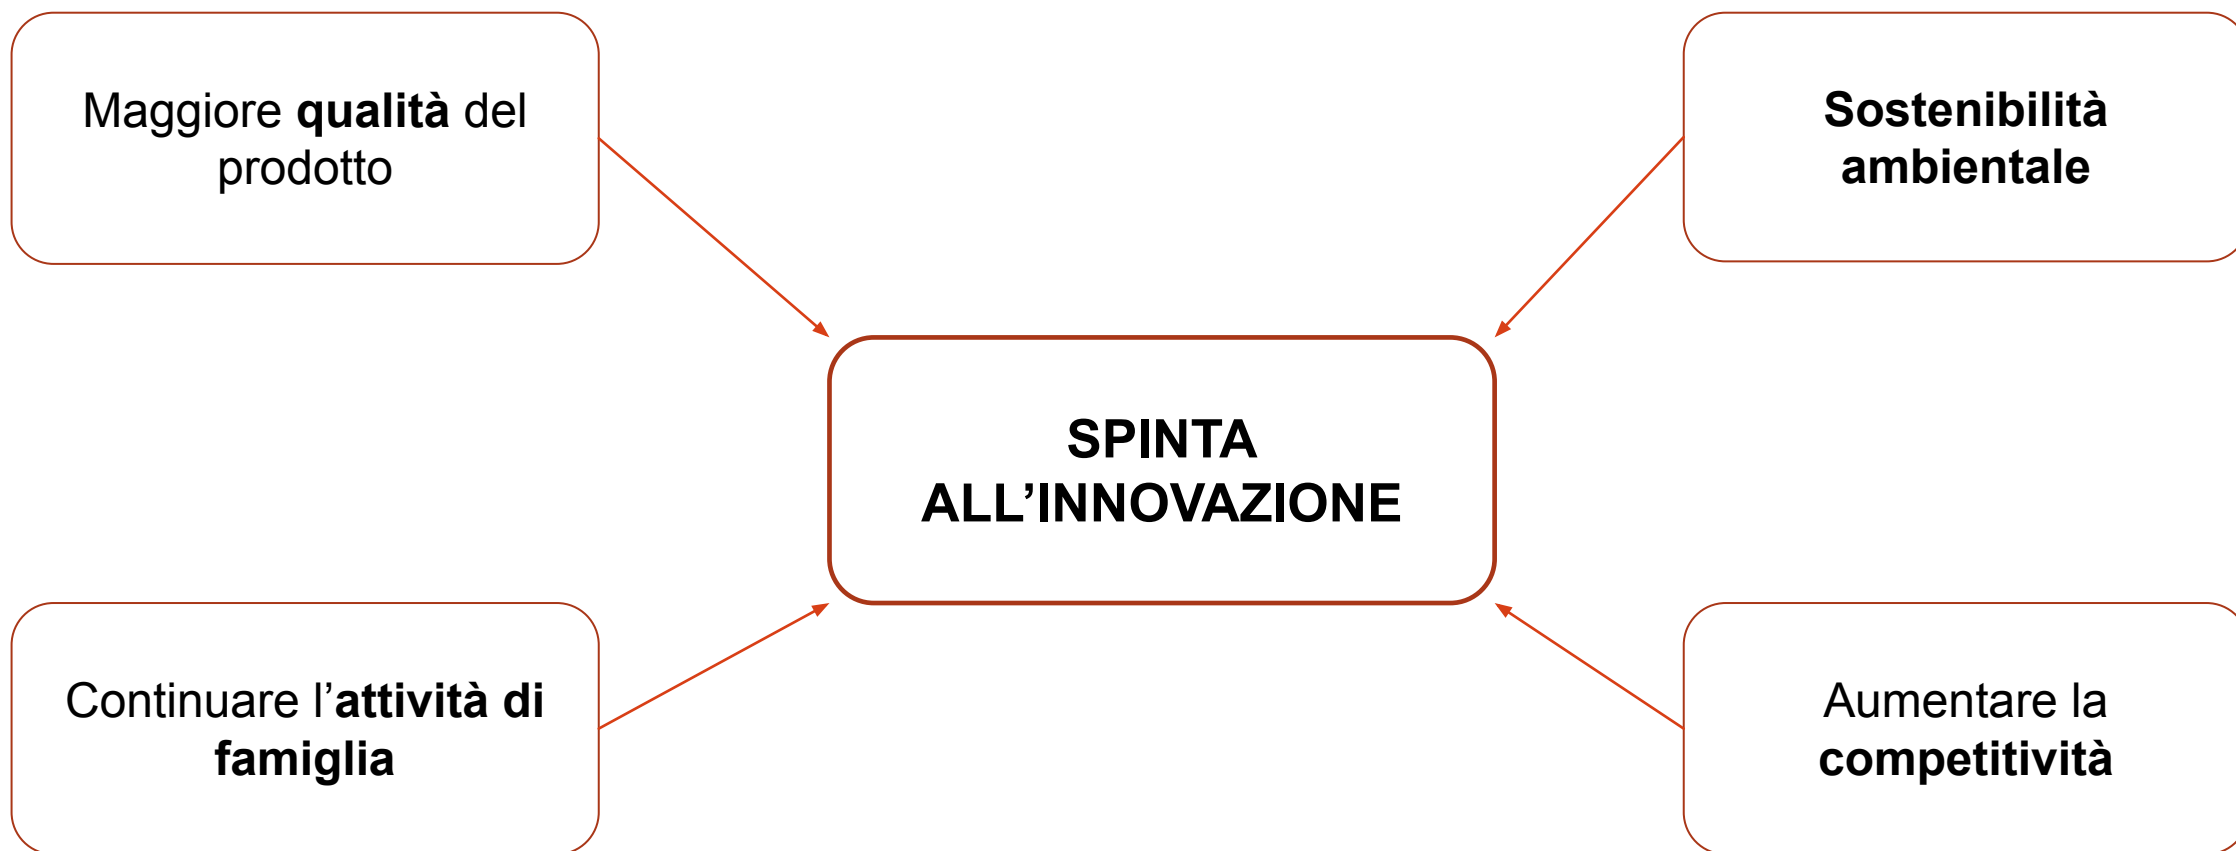 Maggiore qualità del
prodotto
Sostenibilità
ambientale
SPINTA
ALL’INNOVAZIONE
Continuare l’attività di
famiglia
Aumentare la
competitività